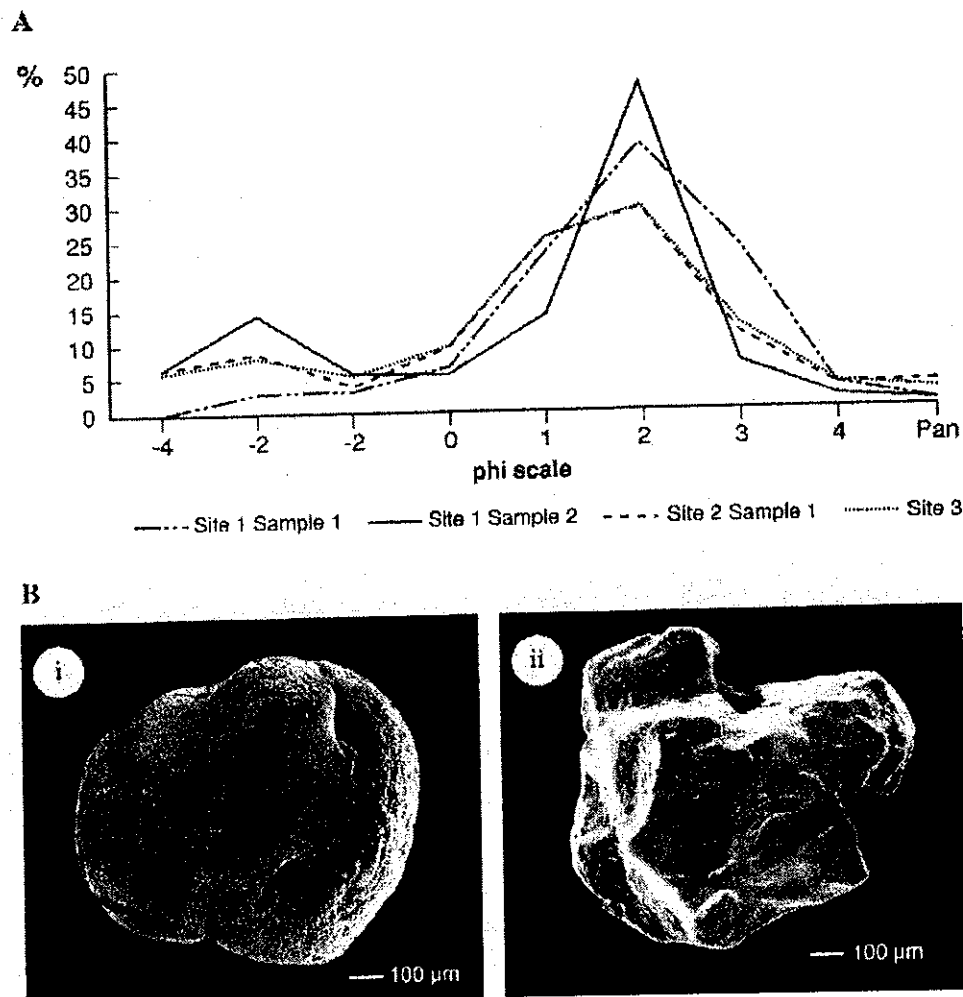 A
%
50
45
40
35
30
25
20
15
10
5
0
-4 -2 -2 0 1 2 3 4 Pan
phi scale
Site 1 Sample 1 Site 1 Sample 2 Site 2 Sample 1 Site 3
B
i
100 µm
ii
100 µm